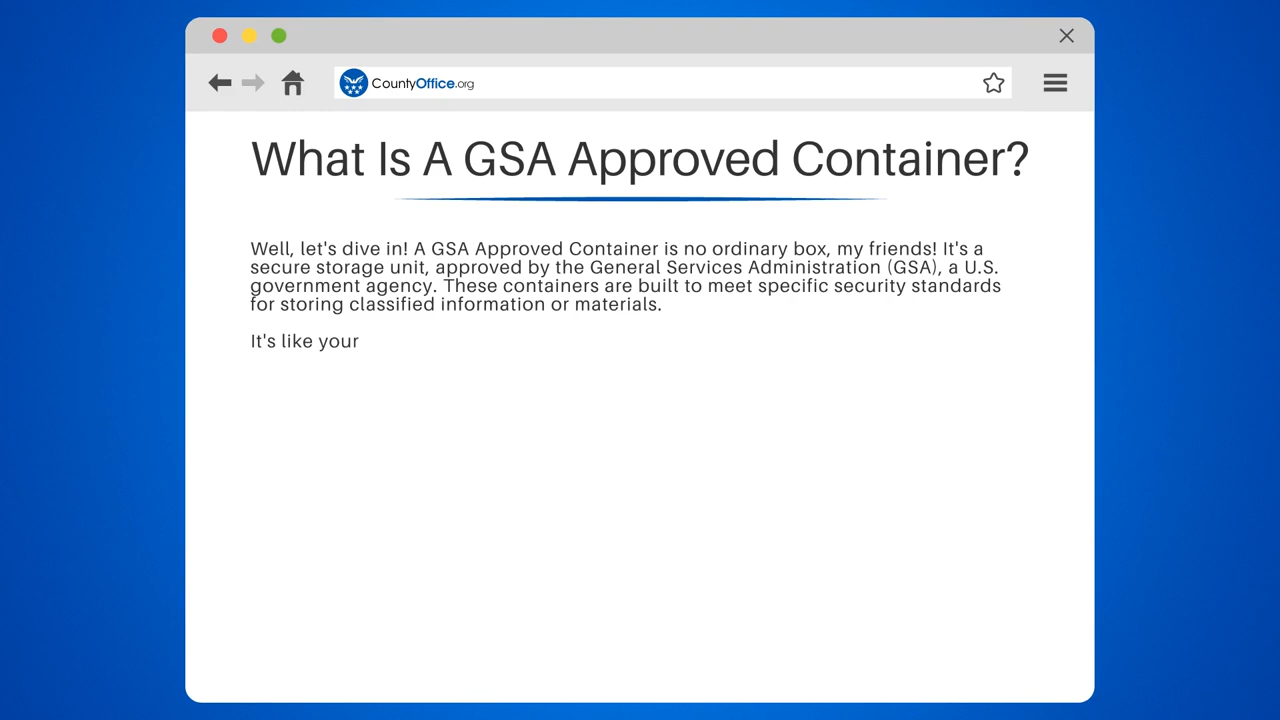 CountyOffice.org
What Is A GSA Approved Container?
Well, let's dive in! A GSA Approved Container is no ordinary box, my friends! It's a
secure storage unit, approved by the General Services Administration (GSA), a U.S.
government agency. These containers are built to meet specific security standards
for storing classified information or materials.
It's like your